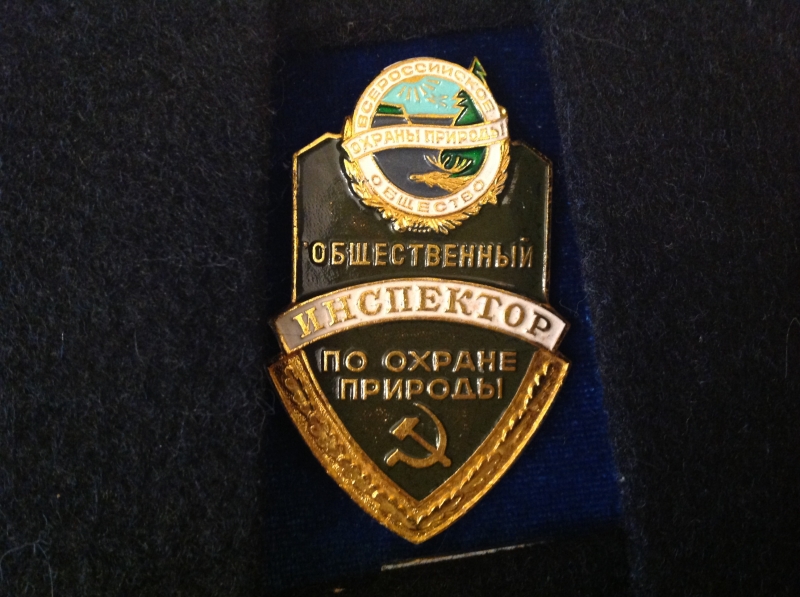 ВСЕРОССИЙСКОЕ
ОХРАНЫ ПРИРОДЫ
ОБЩЕСТВО
ОБЩЕСТВЕННЫЙ
ИНСПЕКТОР
ПО ОХРАНЕ
ПРИРОДЫ